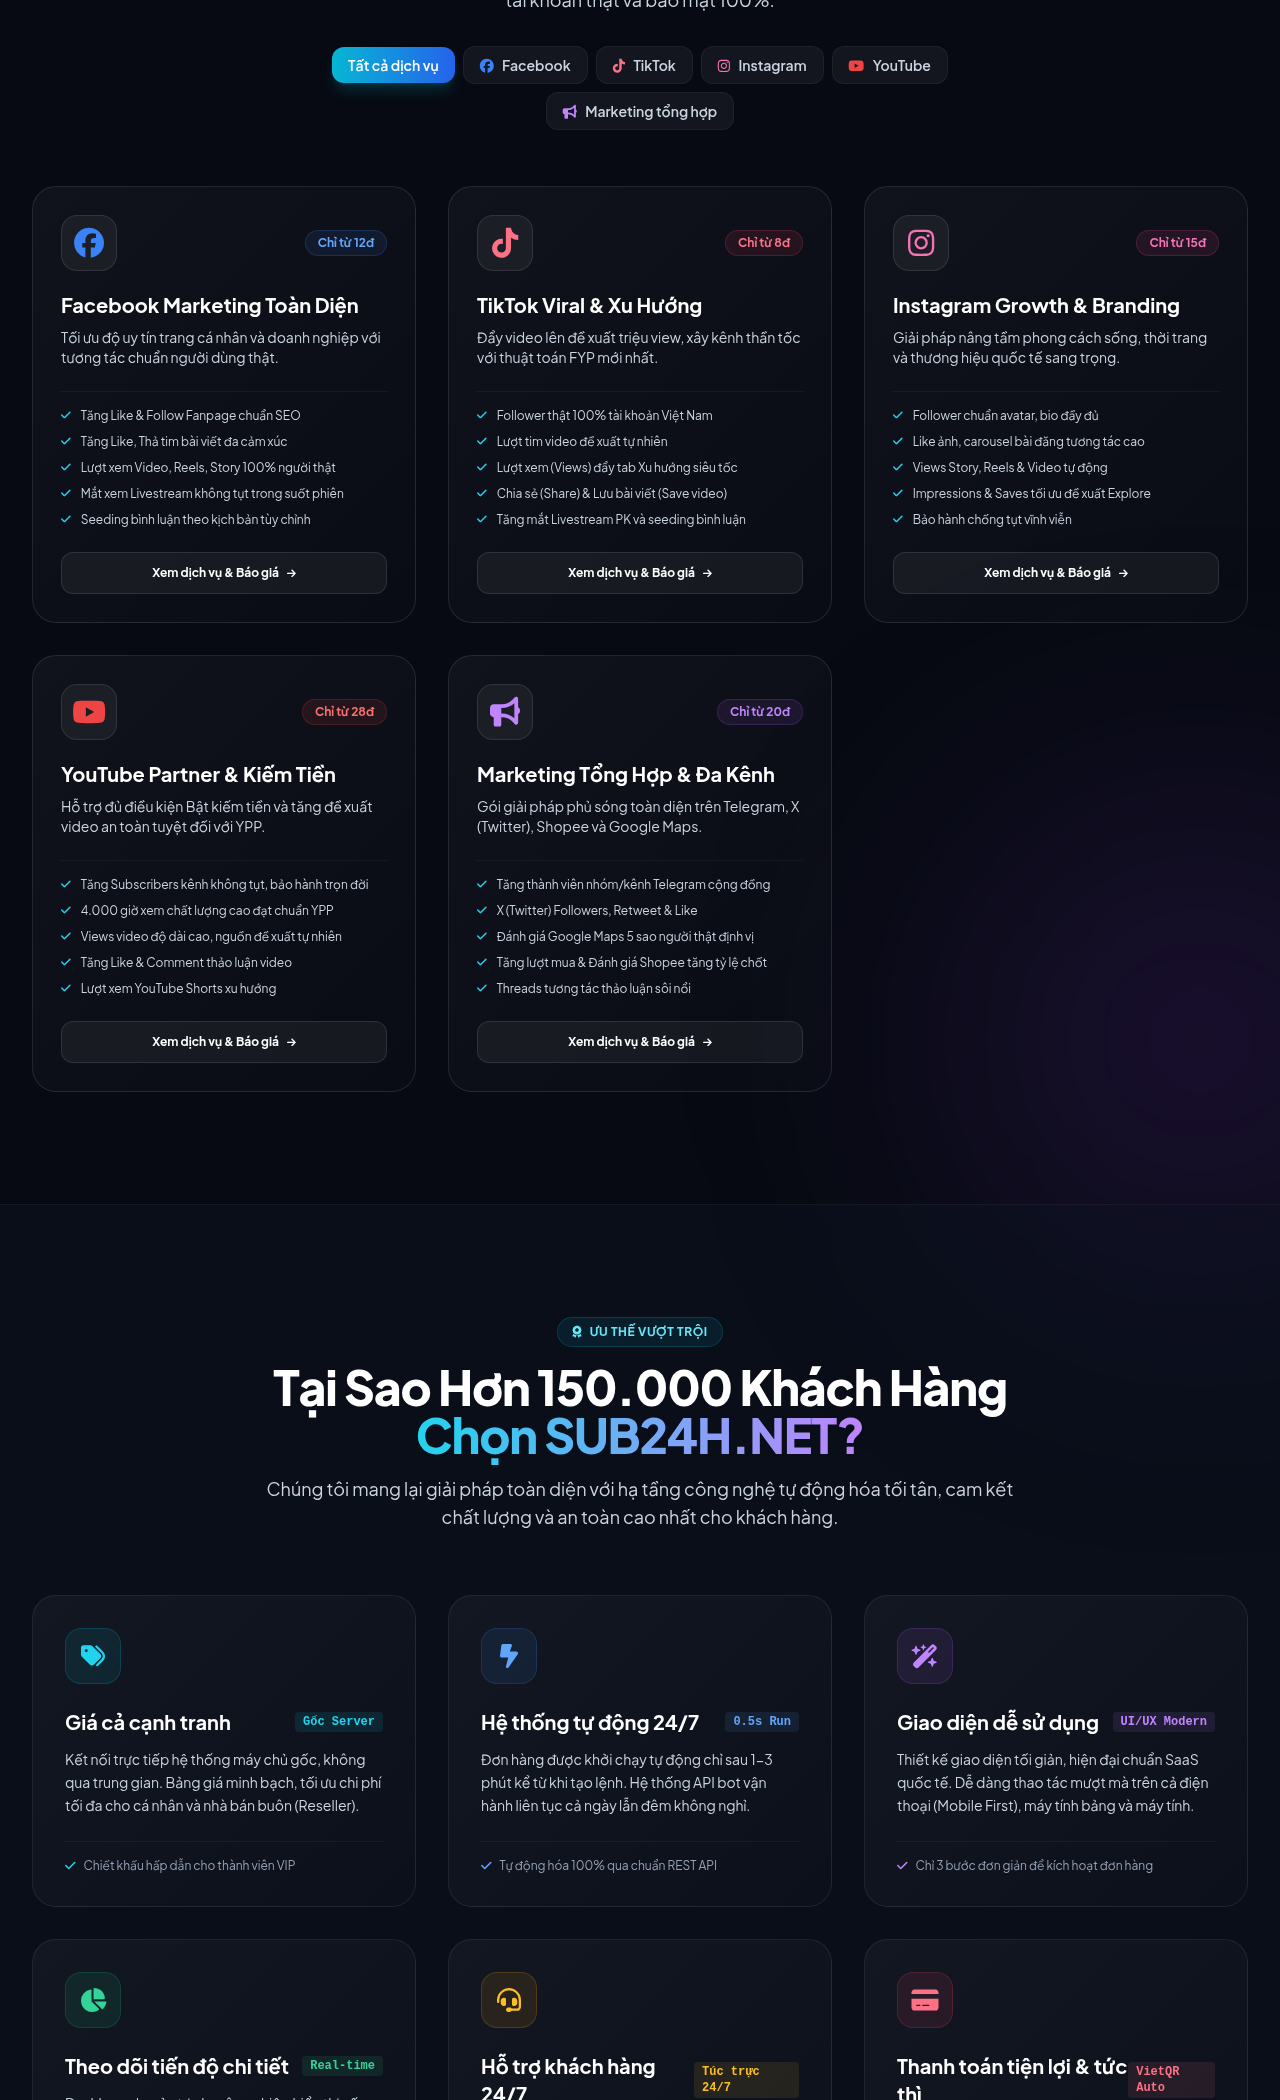 tài khoản thật và bảo mật 100%.
Tất cả dịch vụ
Facebook
TikTok
Instagram
YouTube
Marketing tổng hợp
Chỉ từ 12đ
Facebook Marketing Toàn Diện
Tối ưu độ uy tín trang cá nhân và doanh nghiệp với
tương tác chuẩn người dùng thật.
Tăng Like & Follow Fanpage chuẩn SEO
Tăng Like, Thả tim bài viết đa cảm xúc
Lượt xem Video, Reels, Story 100% người thật
Mắt xem Livestream không tụt trong suốt phiên
Seeding bình luận theo kịch bản tùy chỉnh
Xem dịch vụ & Báo giá →
Chỉ từ 8đ
TikTok Viral & Xu Hướng
Đẩy video lên đề xuất triệu view, xây kênh thần tốc
với thuật toán FYP mới nhất.
Follower thật 100% tài khoản Việt Nam
Lượt tim video đề xuất tự nhiên
Lượt xem (Views) đẩy tab Xu hướng siêu tốc
Chia sẻ (Share) & Lưu bài viết (Save video)
Tăng mắt Livestream PK và seeding bình luận
Xem dịch vụ & Báo giá →
Chỉ từ 15đ
Instagram Growth & Branding
Giải pháp nâng tầm phong cách sống, thời trang
và thương hiệu quốc tế sang trọng.
Follower chuẩn avatar, bio đầy đủ
Like ảnh, carousel bài đăng tương tác cao
Views Story, Reels & Video tự động
Impressions & Saves tối ưu đề xuất Explore
Bảo hành chống tụt vĩnh viễn
Xem dịch vụ & Báo giá →
Chỉ từ 28đ
YouTube Partner & Kiếm Tiền
Hỗ trợ đủ điều kiện Bật kiếm tiền và tăng đề xuất
video an toàn tuyệt đối với YPP.
Tăng Subscribers kênh không tụt, bảo hành trọn đời
4.000 giờ xem chất lượng cao đạt chuẩn YPP
Views video độ dài cao, nguồn đề xuất tự nhiên
Tăng Like & Comment thảo luận video
Lượt xem YouTube Shorts xu hướng
Xem dịch vụ & Báo giá →
Chỉ từ 20đ
Marketing Tổng Hợp & Đa Kênh
Gói giải pháp phủ sóng toàn diện trên Telegram, X
(Twitter), Shopee và Google Maps.
Tăng thành viên nhóm/kênh Telegram cộng đồng
X (Twitter) Followers, Retweet & Like
Đánh giá Google Maps 5 sao người thật định vị
Tăng lượt mua & Đánh giá Shopee tăng tỷ lệ chốt
Threads tương tác thảo luận sôi nổi
Xem dịch vụ & Báo giá →
ƯU THẾ VƯỢT TRỘI
Tại Sao Hơn 150.000 Khách Hàng
Chọn SUB24H.NET?
Chúng tôi mang lại giải pháp toàn diện với hạ tầng công nghệ tự động hóa tối tân, cam kết
chất lượng và an toàn cao nhất cho khách hàng.
Giá cả cạnh tranh
Gốc Server
Kết nối trực tiếp hệ thống máy chủ gốc, không
qua trung gian. Bảng giá minh bạch, tối ưu chi phí
tối đa cho cá nhân và nhà bán buôn (Reseller).
Chiết khấu hấp dẫn cho thành viên VIP
Hệ thống tự động 24/7
0.5s Run
Đơn hàng được khởi chạy tự động chỉ sau 1–3
phút kể từ khi tạo lệnh. Hệ thống API bot vận
hành liên tục cả ngày lẫn đêm không nghỉ.
Tự động hóa 100% qua chuẩn REST API
Giao diện dễ sử dụng
UI/UX Modern
Thiết kế giao diện tối giản, hiện đại chuẩn SaaS
quốc tế. Dễ dàng thao tác mượt mà trên cả điện
thoại (Mobile First), máy tính bảng và máy tính.
Chỉ 3 bước đơn giản để kích hoạt đơn hàng
Theo dõi tiến độ chi tiết
Real-time
Hỗ trợ khách hàng
24/7
Túc trực
24/7
Thanh toán tiện lợi & tức
thì
VietQR
Auto